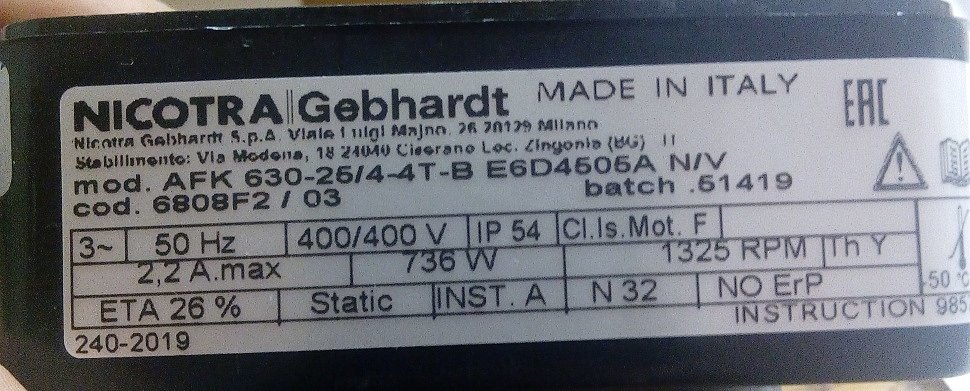 NICOTRA||Gebhardt MADE IN ITALY EAC
Nicotra Gebhardt S.p.A. Viale Luigi Majno, 26 20129 Milano
Stabilimento: Via Modena, 18 24040 Ciserano Loc. Zingonia (BG) II
mod. AFK 630-25/4-4T-B E6D4505A N/V
cod. 6808F2 / 03 batch .51419
3~ 50 Hz 400/400 V IP 54 Cl.Is.Mot. F
2,2 A.max 736 W 1325 RPM Th Y
ETA 26 % Static INST. A N 32 NO ErP -50 °C
240-2019 INSTRUCTION 985